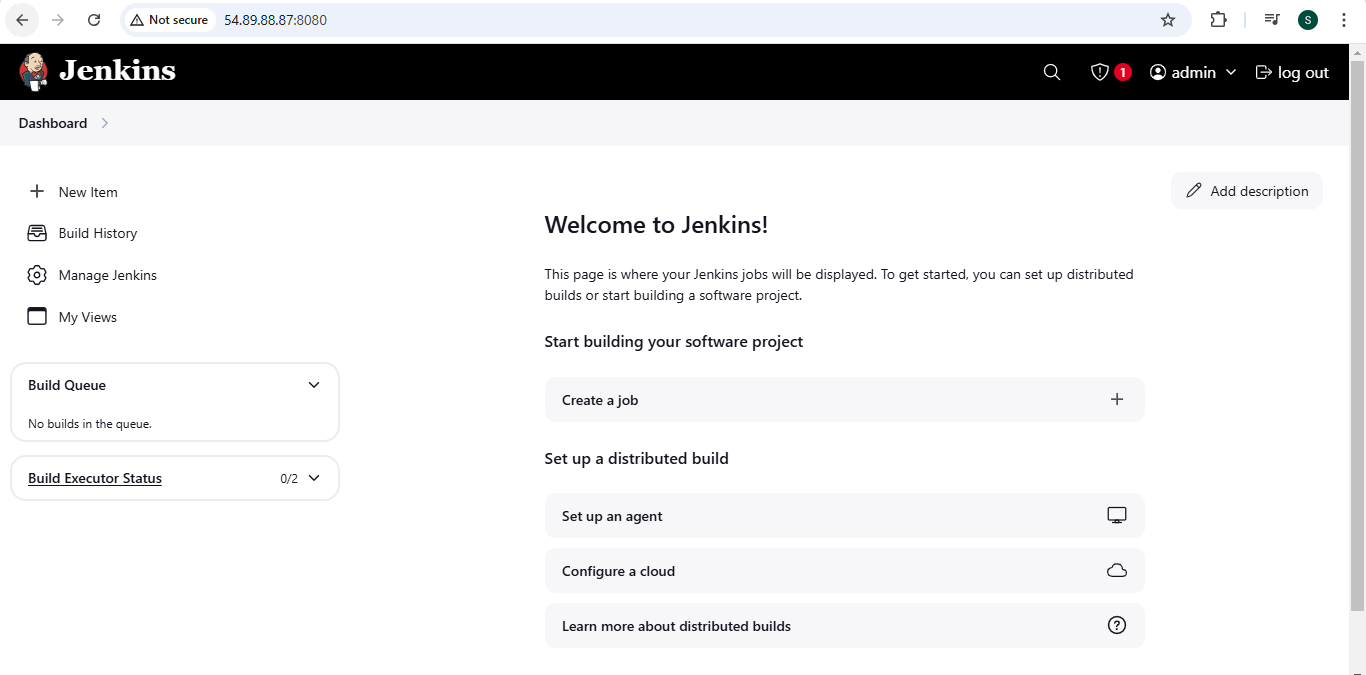 Not secure
54.89.88.87:8080
S
Jenkins
1
admin
log out
Dashboard
New Item
Build History
Manage Jenkins
My Views
Build Queue
No builds in the queue.
Build Executor Status
0/2
Add description
Welcome to Jenkins!
This page is where your Jenkins jobs will be displayed. To get started, you can set up distributed
builds or start building a software project.
Start building your software project
Create a job
Set up a distributed build
Set up an agent
Configure a cloud
Learn more about distributed builds